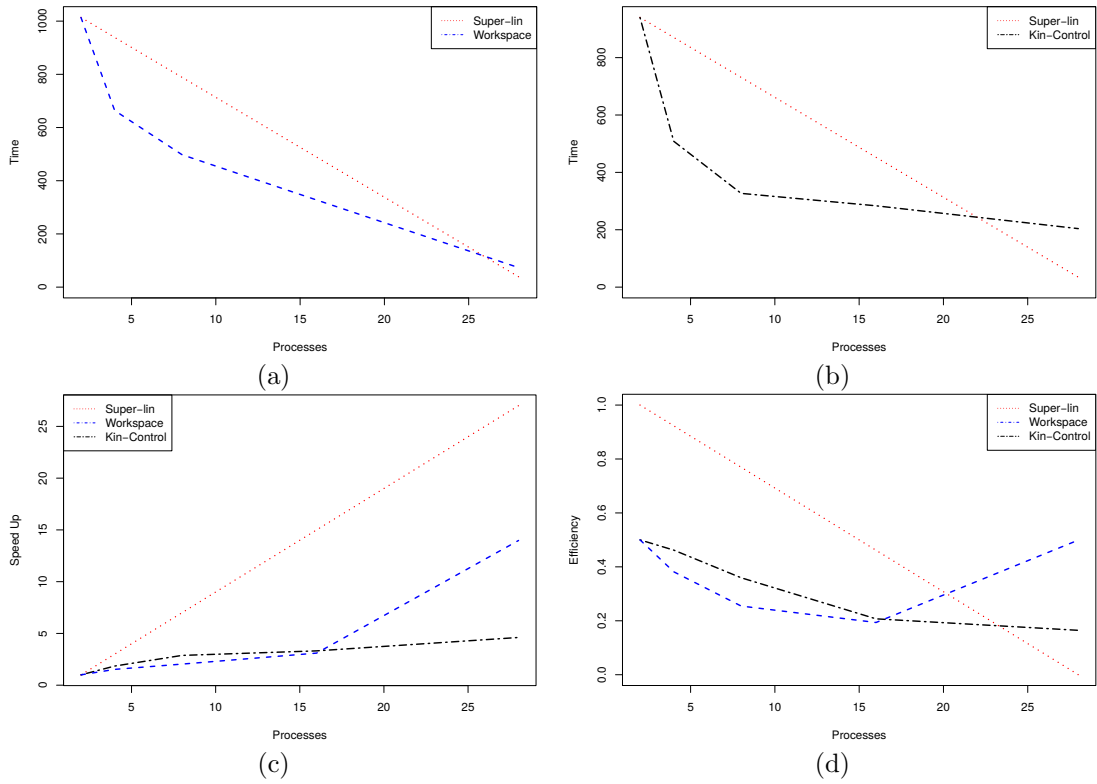 Super-lin
Workspace
Time
0
200
400
600
800
1000
5
10
15
20
25
Processes
(a)
Super-lin
Kin-Control
Time
0
200
400
600
800
5
10
15
20
25
Processes
(b)
Super-lin
Workspace
Kin-Control
Speed Up
0
5
10
15
20
25
5
10
15
20
25
Processes
(c)
Super-lin
Workspace
Kin-Control
Efficiency
0.0
0.2
0.4
0.6
0.8
1.0
5
10
15
20
25
Processes
(d)